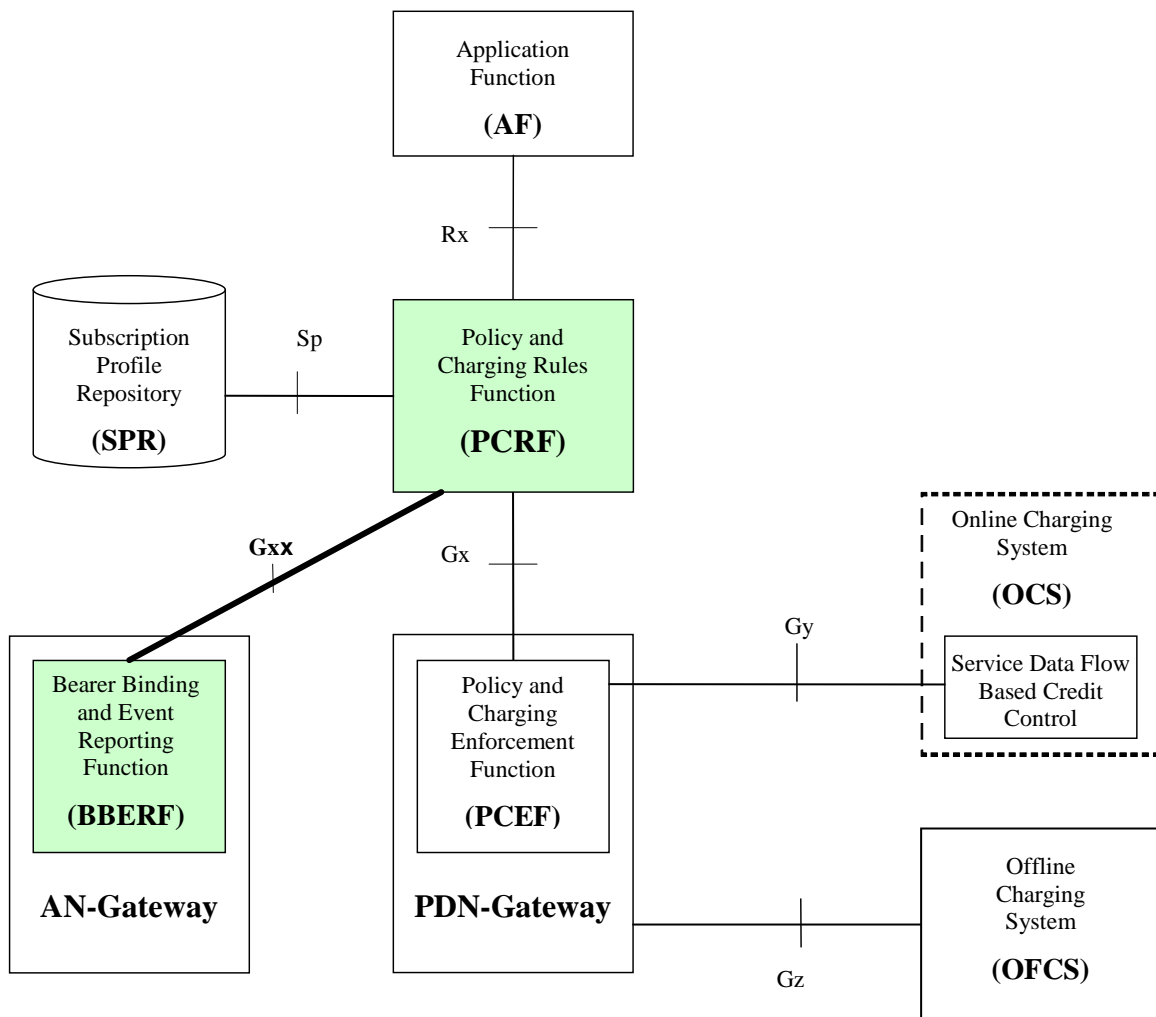 Application
Function
(AF)
Rx
Subscription
Profile
Repository
(SPR)
Sp
Policy and
Charging Rules
Function
(PCRF)
Gxx
Gx
Online Charging
System
(OCS)
Service Data Flow
Based Credit
Control
Gy
Bearer Binding
and Event
Reporting
Function
(BBERF)
AN-Gateway
Policy and
Charging
Enforcement
Function
(PCEF)
PDN-Gateway
Offline
Charging
System
(OFCS)
Gz